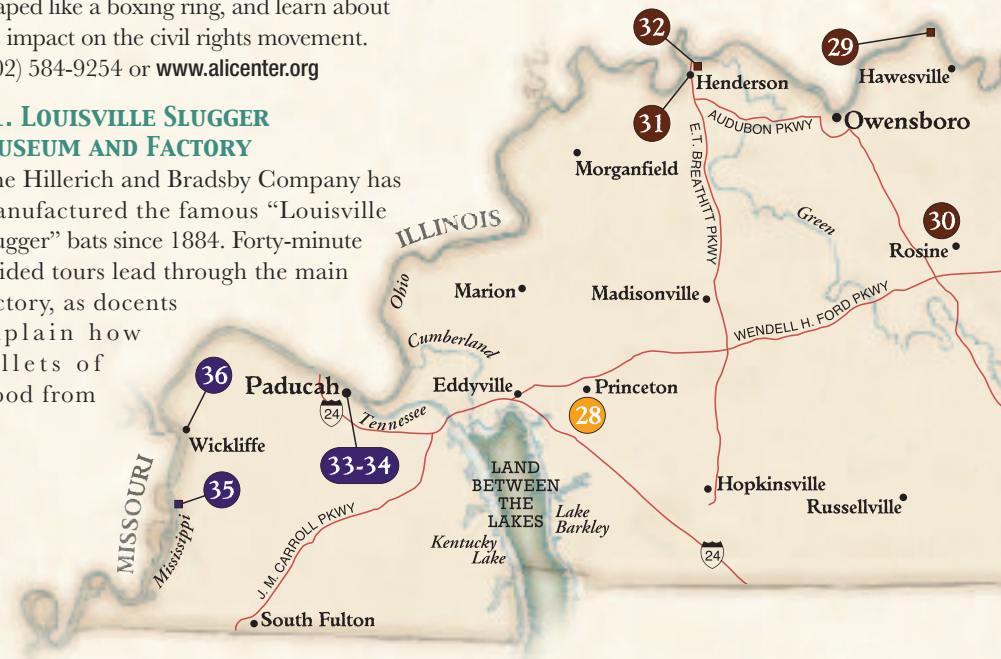 aped like a boxing ring, and learn about
impact on the civil rights movement.
02) 584-9254 or www.alicenter.org
. Louisville Slugger
useum and Factory
he Hillerich and Bradsby Company has
anufactured the famous “Louisville
ugger” bats since 1884. Forty-minute
ided tours lead through the main
ctory, as docents
plain how
llets of
ood from
32
29
Henderson
Hawesville
31
AUDUBON PKWY
Owensboro
E.T. BREATHITT PKWY
Morganfield
ILLINOIS
Green
30
Rosine
Ohio
Marion
Madisonville
WENDELL H. FORD PKWY
Cumberland
36
Paducah
Eddyville
Princeton
24
Tennessee
28
Wickliffe
33-34
MISSOURI
35
LAND
BETWEEN
THE
LAKES
Hopkinsville
Russellville
Mississippi
J. M. CARROLL PKWY
Lake
Barkley
Kentucky
Lake
24
South Fulton